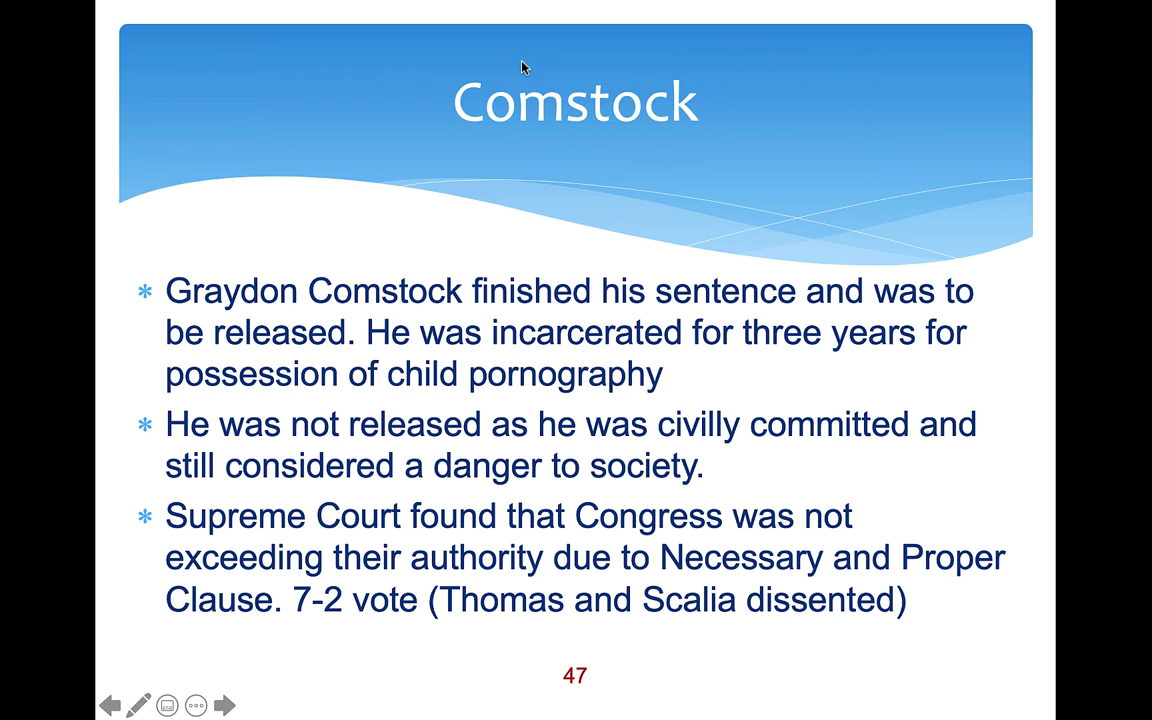 Comstock
* Graydon Comstock finished his sentence and was to
be released. He was incarcerated for three years for
possession of child pornography
* He was not released as he was civilly committed and
still considered a danger to society.
* Supreme Court found that Congress was not
exceeding their authority due to Necessary and Proper
Clause. 7-2 vote (Thomas and Scalia dissented)
47